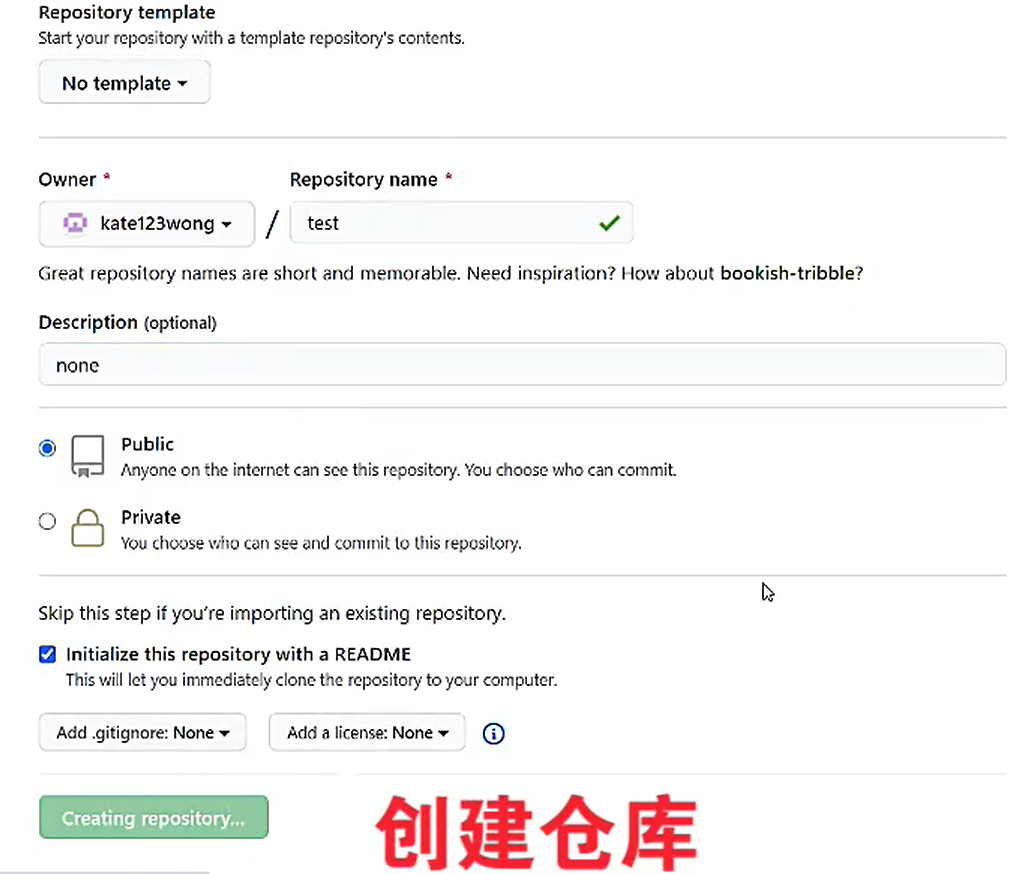 Repository template
Start your repository with a template repository's contents.
No template
Owner * Repository name *
kate123wong / test
Great repository names are short and memorable. Need inspiration? How about bookish-tribble?
Description (optional)
none
Public
Anyone on the internet can see this repository. You choose who can commit.
Private
You choose who can see and commit to this repository.
Skip this step if you're importing an existing repository.
Initialize this repository with a README
This will let you immediately clone the repository to your computer.
Add .gitignore: None Add a license: None
Creating repository...
创建仓库